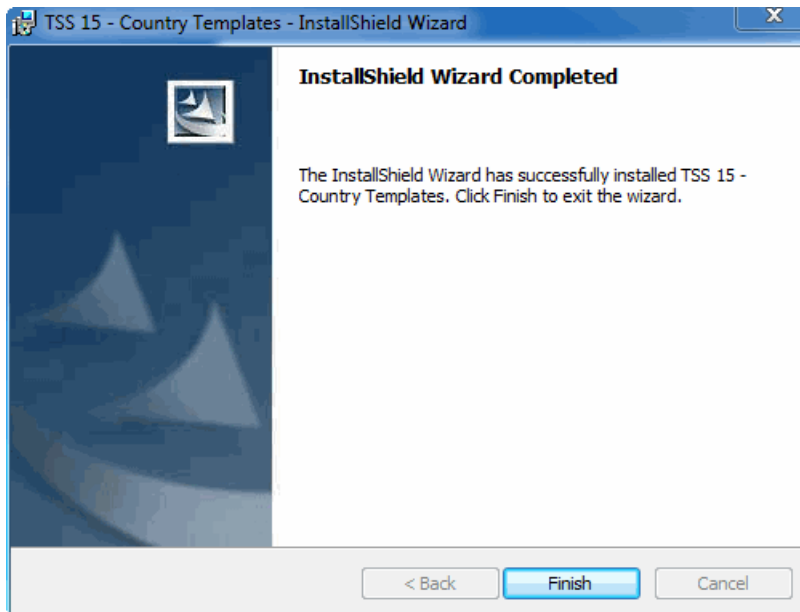 TSS 15 - Country Templates - InstallShield Wizard
InstallShield Wizard Completed
The InstallShield Wizard has successfully installed TSS 15 -
Country Templates. Click Finish to exit the wizard.
< Back Finish Cancel